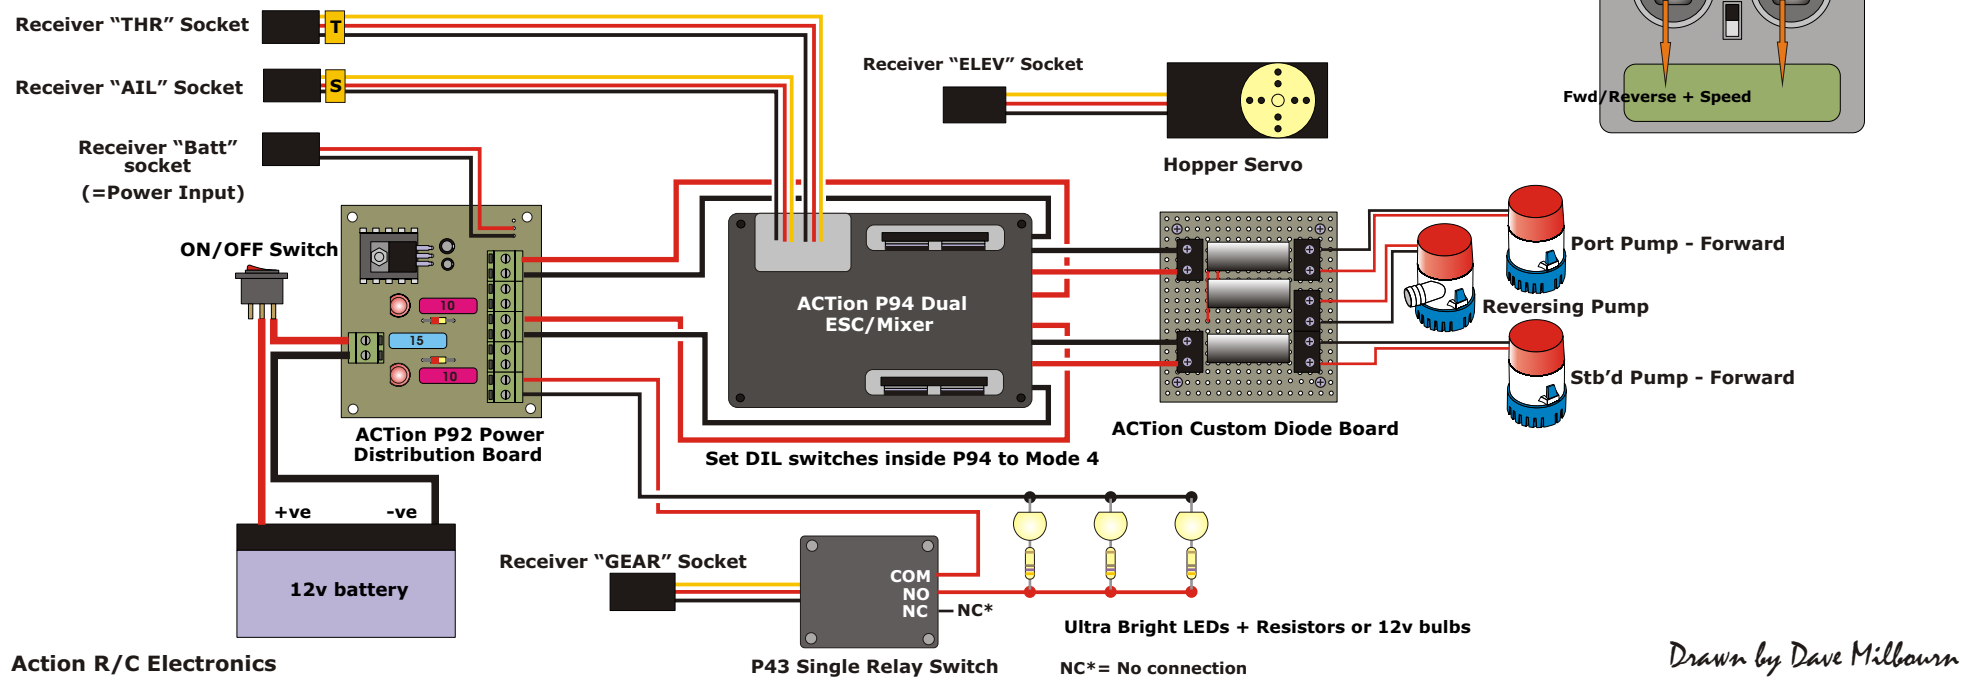 Receiver “THR” Socket
T
Receiver “AIL” Socket
S
Receiver “Batt”
socket
(=Power Input)
Receiver “ELEV” Socket
Hopper Servo
Fwd/Reverse + Speed
ON/OFF Switch
10
15
10
ACTion P92 Power
Distribution Board
ACTion P94 Dual
ESC/Mixer
Set DIL switches inside P94 to Mode 4
ACTion Custom Diode Board
Port Pump - Forward
Reversing Pump
Stb’d Pump - Forward
+ve
-ve
12v battery
Receiver “GEAR” Socket
COM
NO
NC
NC*
P43 Single Relay Switch
Ultra Bright LEDs + Resistors or 12v bulbs
NC*= No connection
Action R/C Electronics
Drawn by Dave Milbourn